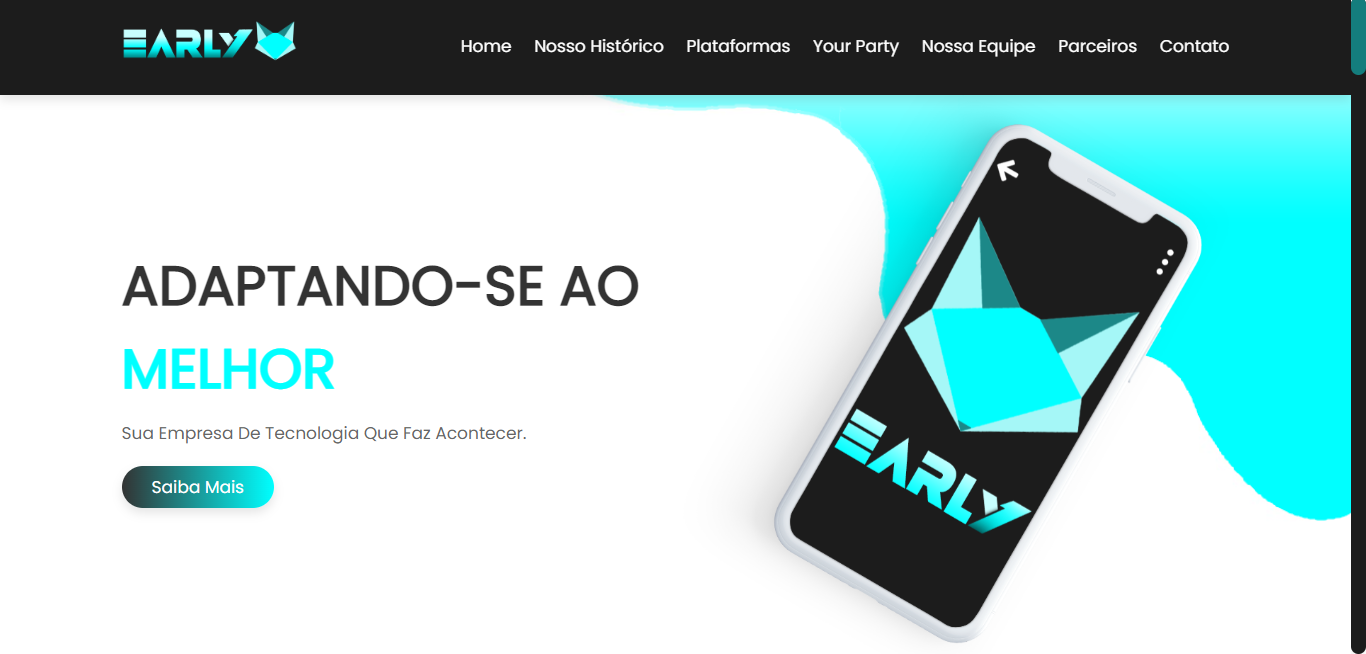 EARLY
Home Nosso Histórico Plataformas Your Party Nossa Equipe Parceiros Contato
ADAPTANDO-SE AO
MELHOR
Sua Empresa De Tecnologia Que Faz Acontecer.
Saiba Mais
EARLY